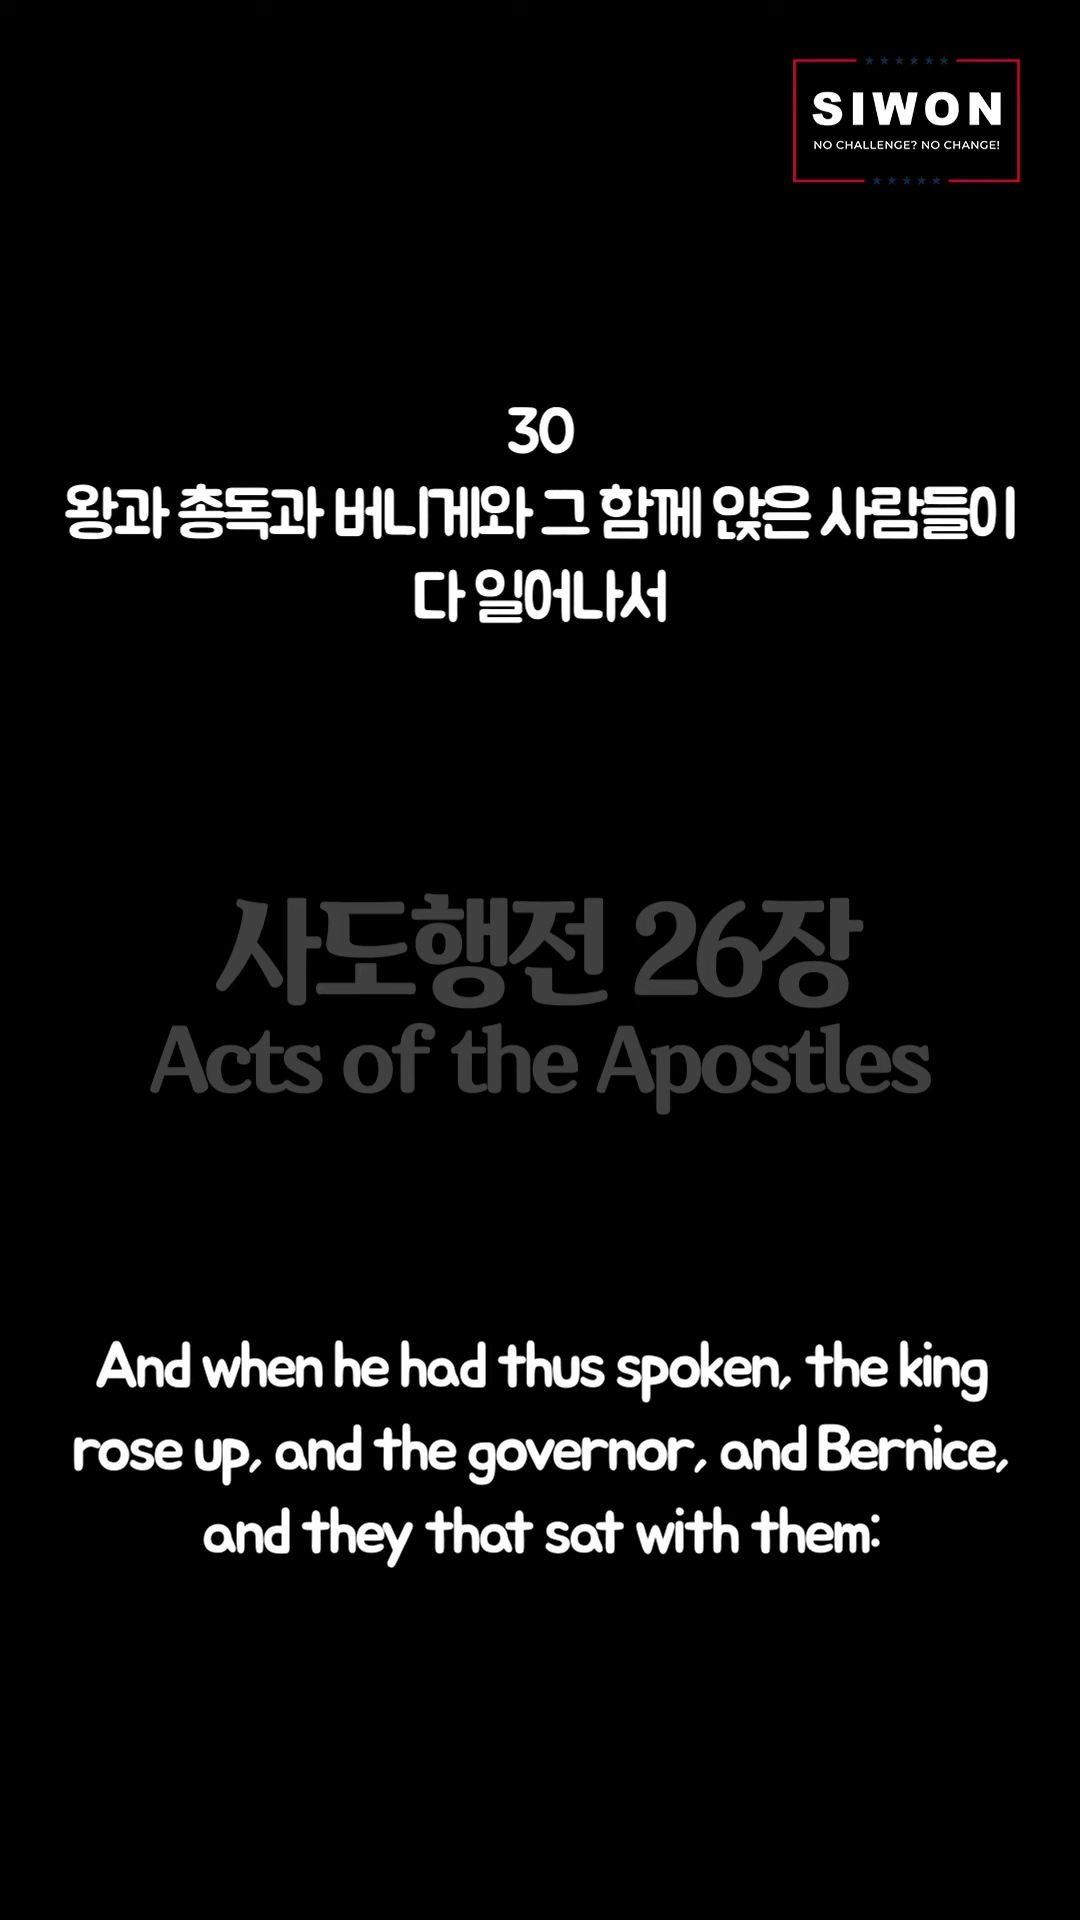 SIWON
NO CHALLENGE? NO CHANGE!
30
왕과 총독과 버니게와 그 함께 앉은 사람들이
다 일어나서
사도행전 26장
Acts of the Apostles
And when he had thus spoken, the king
rose up, and the governor, and Bernice,
and they that sat with them: